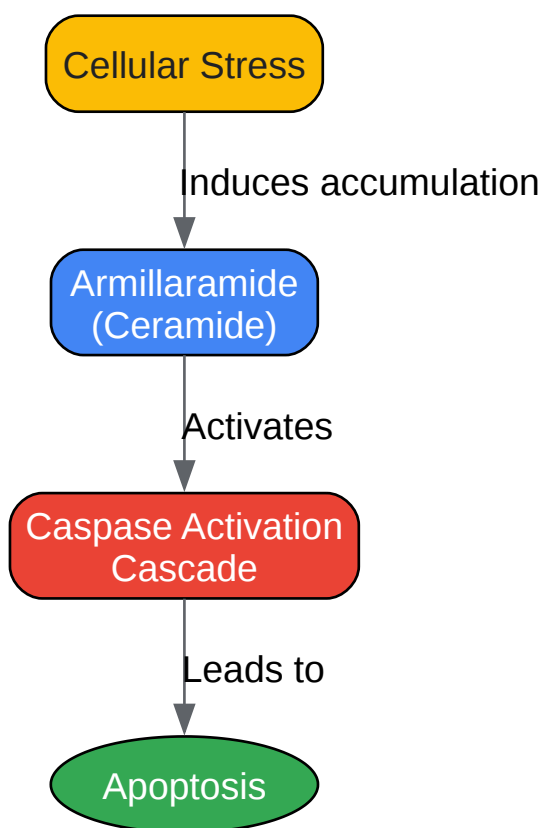 Cellular Stress
Induces accumulation
Armillaramide
(Ceramide)
Activates
Caspase Activation
Cascade
Leads to
Apoptosis